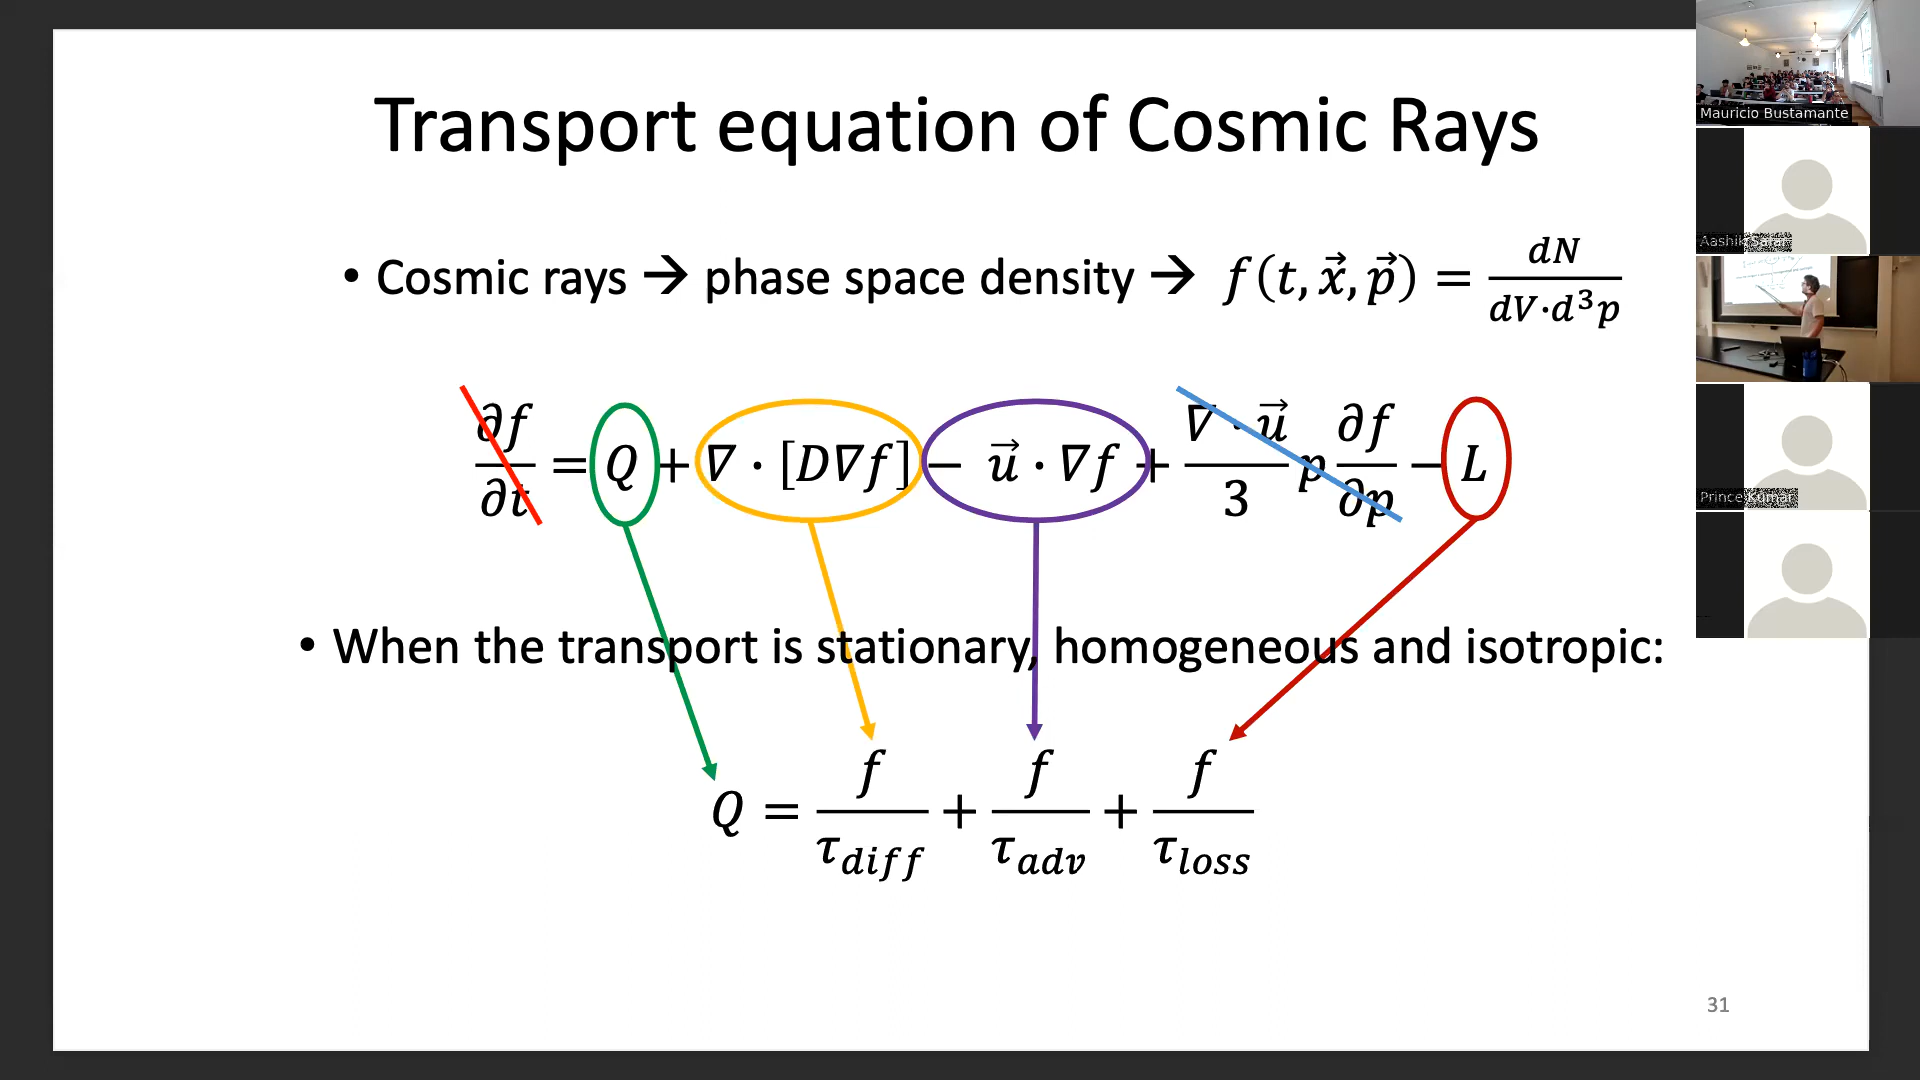 Transport equation of Cosmic Rays
• Cosmic rays → phase space density → f(t, x⃗, p⃗) = dN / dV·d³p
∂f/∂t = Q + ∇ · [D∇f] − u⃗ · ∇f + ∇ · u⃗ / 3 p ∂f/∂p − L
• When the transport is stationary, homogeneous and isotropic:
Q = f/τ_diff + f/τ_adv + f/τ_loss
31
Mauricio Bustamante
Aashik
Prince Kumar